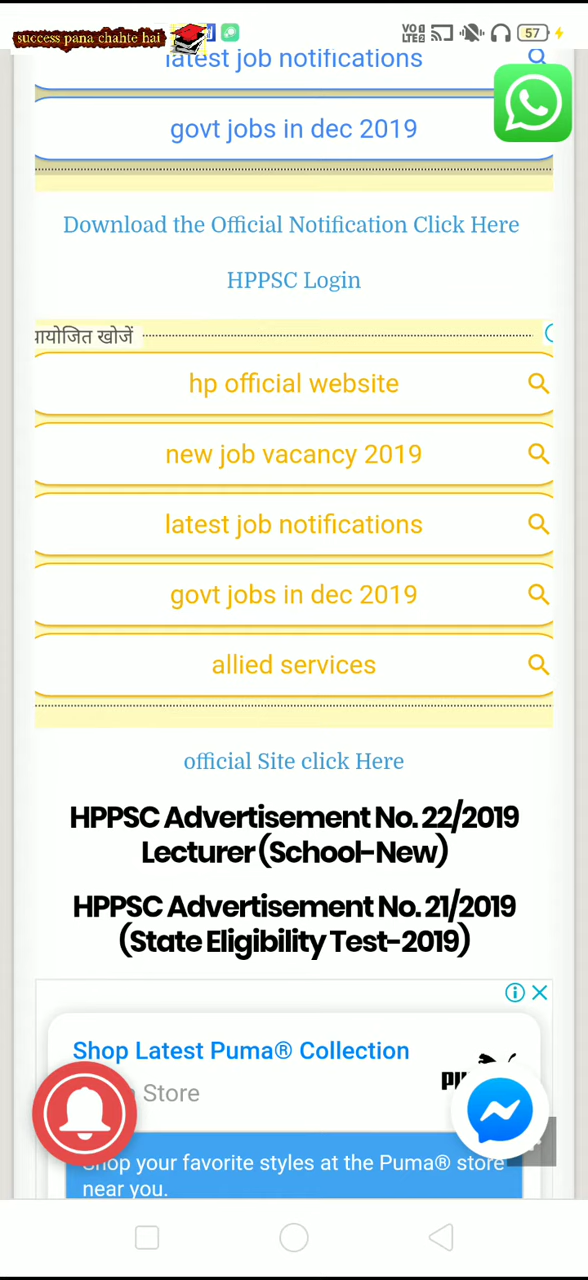 success pana chahte hai
VO LTE2
57
latest job notifications
govt jobs in dec 2019
Download the Official Notification Click Here
HPPSC Login
खोजें
hp official website
new job vacancy 2019
latest job notifications
govt jobs in dec 2019
allied services
official Site click Here
HPPSC Advertisement No. 22/2019
Lecturer (School-New)
HPPSC Advertisement No. 21/2019
(State Eligibility Test-2019)
Shop Latest Puma® Collection
Store
Shop your favorite styles at the Puma® store
near you.